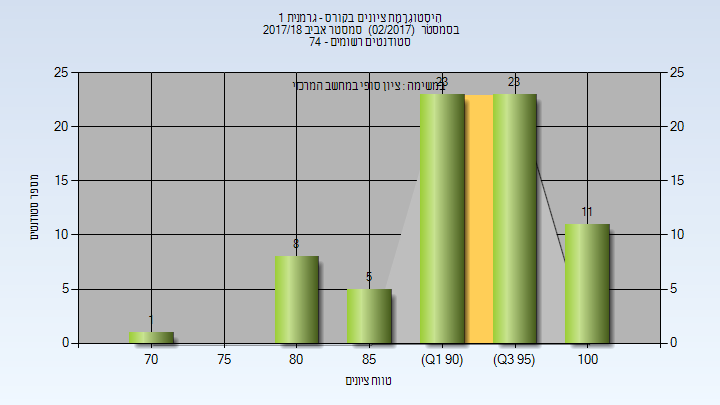 היסטוגרמת ציונים בקורס - גרמנית 1
בסמסטר (02/2017) סמסטר אביב 2017/18
סטודנטים רשומים - 74
במשימה : ציון סופי במחשב המרכזי
25
20
15
10
5
0
25
20
15
10
5
0
1
8
5
23
23
11
70
75
80
85
(Q1 90)
(Q3 95)
100
מספר סטודנטים
טווח ציונים